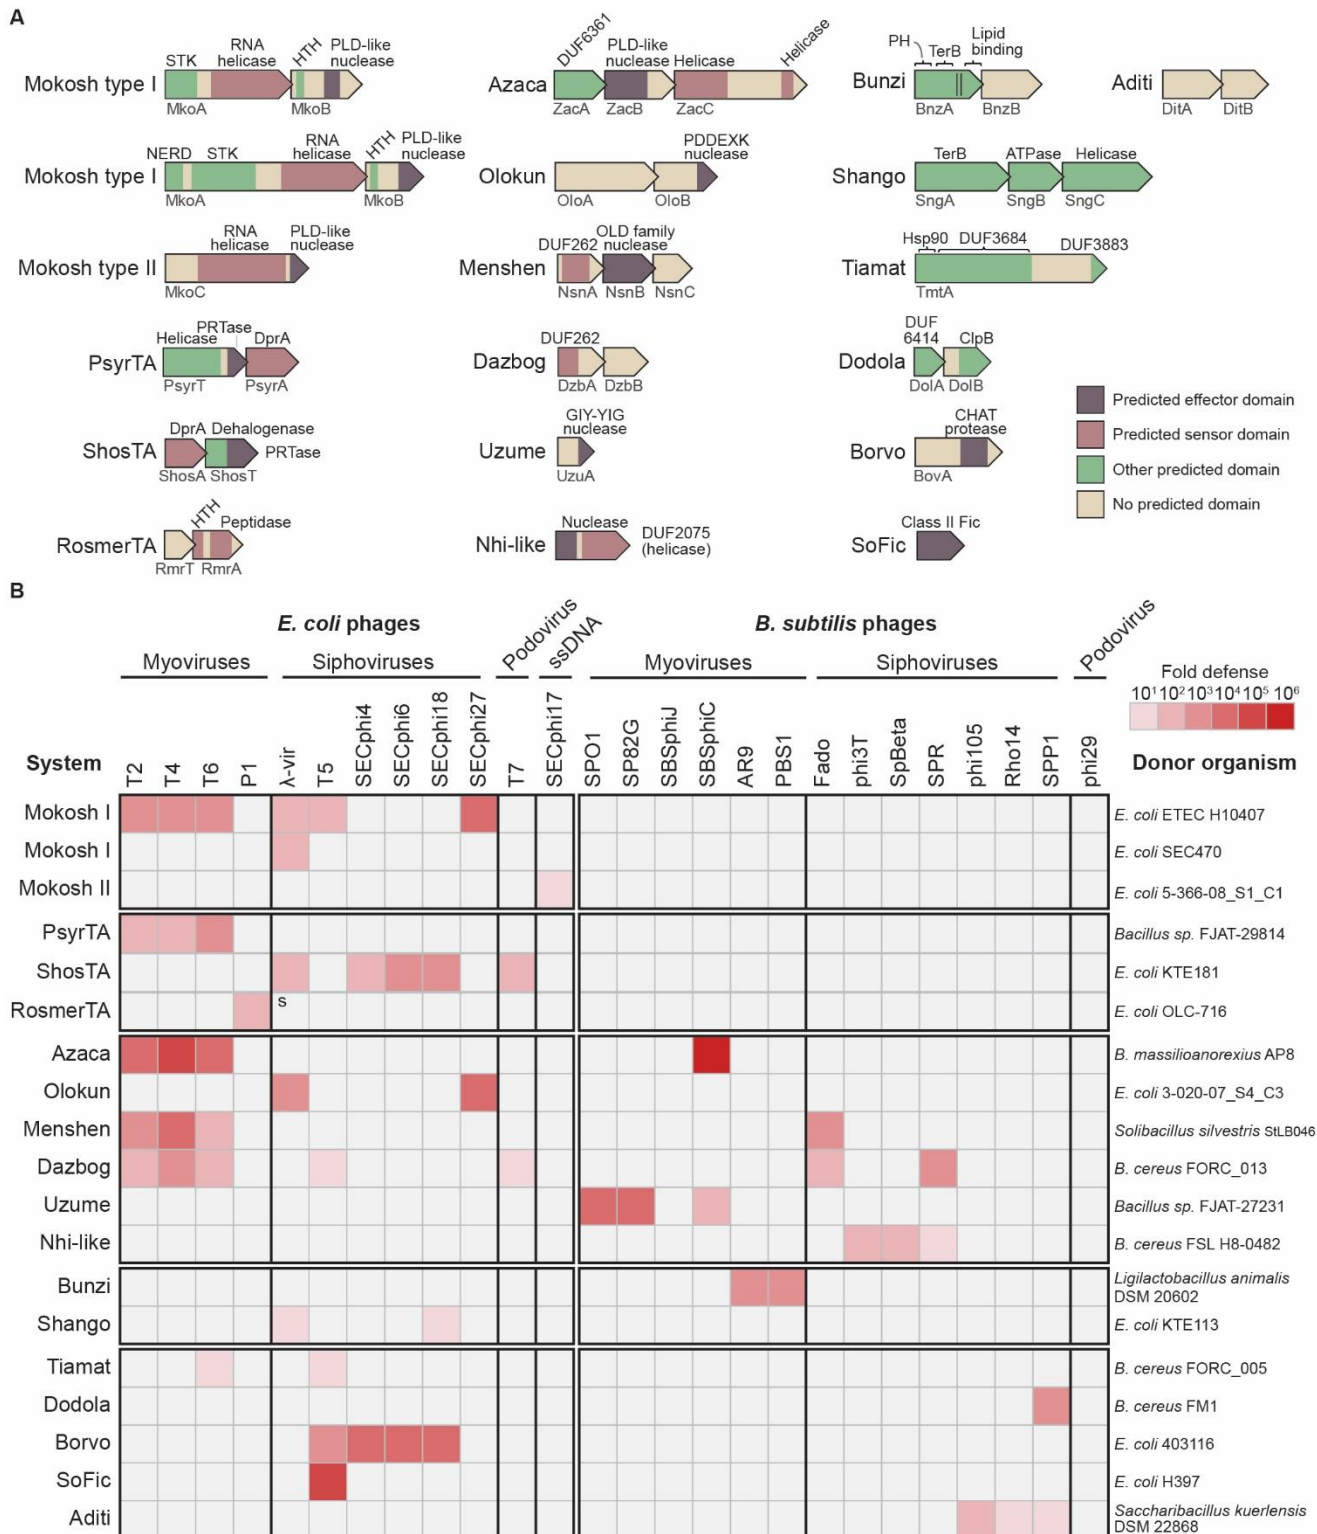 A
STK
RNA
helicase
HTH
PLD-like
nuclease
Mokosh type I
MkoA
MkoB
NERD
STK
RNA
helicase
HTH
PLD-like
nuclease
Mokosh type I
MkoA
MkoB
RNA
helicase
PLD-like
nuclease
Mokosh type II
MkoC
Helicase
PRTase
DprA
PsyrTA
PsyrT
PsyrA
DprA
Dehalogenase
PRTase
ShosTA
ShosA
ShosT
HTH
Peptidase
RosmerTA
RmrT
RmrA
DUF6361
PLD-like
nuclease
Helicase
Helicase
Azaca
ZacA
ZacB
ZacC
PDDEXK
nuclease
Olokun
OloA
OloB
DUF262
OLD family
nuclease
Menshen
NsnA
NsnB
NsnC
DUF262
Dazbog
DzbA
DzbB
GIY-YIG
nuclease
Uzume
UzuA
Nuclease
DUF2075
(helicase)
Nhi-like
PH
TerB
Lipid
binding
Bunzi
BnzA
BnzB
Aditi
DitA
DitB
TerB
ATPase
Helicase
Shango
SngA
SngB
SngC
Hsp90
DUF3684
DUF3883
Tiamat
TmtA
DUF
6414
ClpB
Dodola
DolA
DolB
CHAT
protease
Borvo
BovA
Class II Fic
SoFic
Predicted effector domain
Predicted sensor domain
Other predicted domain
No predicted domain
B
E. coli phages
B. subtilis phages
Myoviruses
Siphoviruses
Podovirus
ssDNA
Myoviruses
Siphoviruses
Podovirus
Fold defense
10¹ 10² 10³ 10⁴ 10⁵ 10⁶
System
T2
T4
T6
P1
λ-vir
T5
SECphi4
SECphi6
SECphi18
SECphi27
T7
SECphi17
SPO1
SP82G
SBSphiJ
SBSphiC
AR9
PBS1
Fado
phi3T
SpBeta
SPR
phi105
Rho14
SPP1
phi29
Donor organism
Mokosh I
E. coli ETEC H10407
Mokosh I
E. coli SEC470
Mokosh II
E. coli 5-366-08_S1_C1
PsyrTA
Bacillus sp. FJAT-29814
ShosTA
E. coli KTE181
RosmerTA
s
E. coli OLC-716
Azaca
B. massilioanorexius AP8
Olokun
E. coli 3-020-07_S4_C3
Menshen
Solibacillus silvestris StLB046
Dazbog
B. cereus FORC_013
Uzume
Bacillus sp. FJAT-27231
Nhi-like
B. cereus FSL H8-0482
Bunzi
Ligilactobacillus animalis
DSM 20602
Shango
E. coli KTE113
Tiamat
B. cereus FORC_005
Dodola
B. cereus FM1
Borvo
E. coli 403116
SoFic
E. coli H397
Aditi
Saccharibacillus kuerlensis
DSM 22868